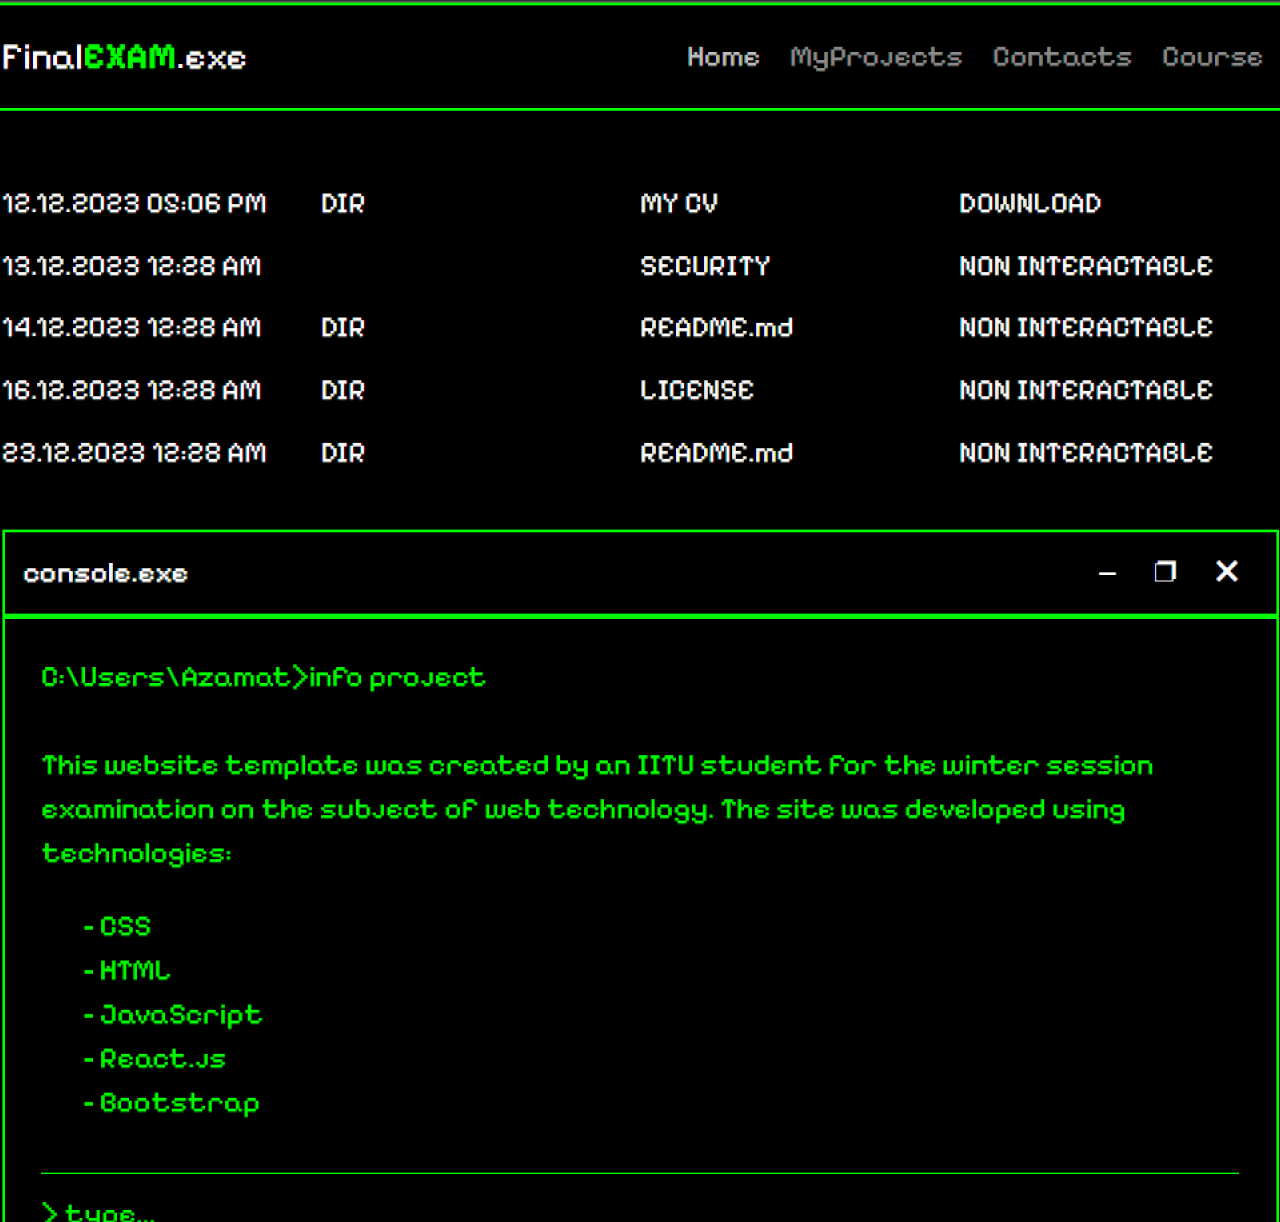 FinalEXAM.exe
Home MyProjects Contacts Course
12.12.2023 09:06 PM DIR MY CV DOWNLOAD
13.12.2023 12:28 AM SECURITY NON INTERACTABLE
14.12.2023 12:28 AM DIR README.md NON INTERACTABLE
16.12.2023 12:28 AM DIR LICENSE NON INTERACTABLE
23.12.2023 12:28 AM DIR README.md NON INTERACTABLE
console.exe
C:\Users\Azamat>info project
This website template was created by an IITU student for the winter session
examination on the subject of web technology. The site was developed using
technologies:
- CSS
- HTML
- JavaScript
- React.js
- Bootstrap
> type...